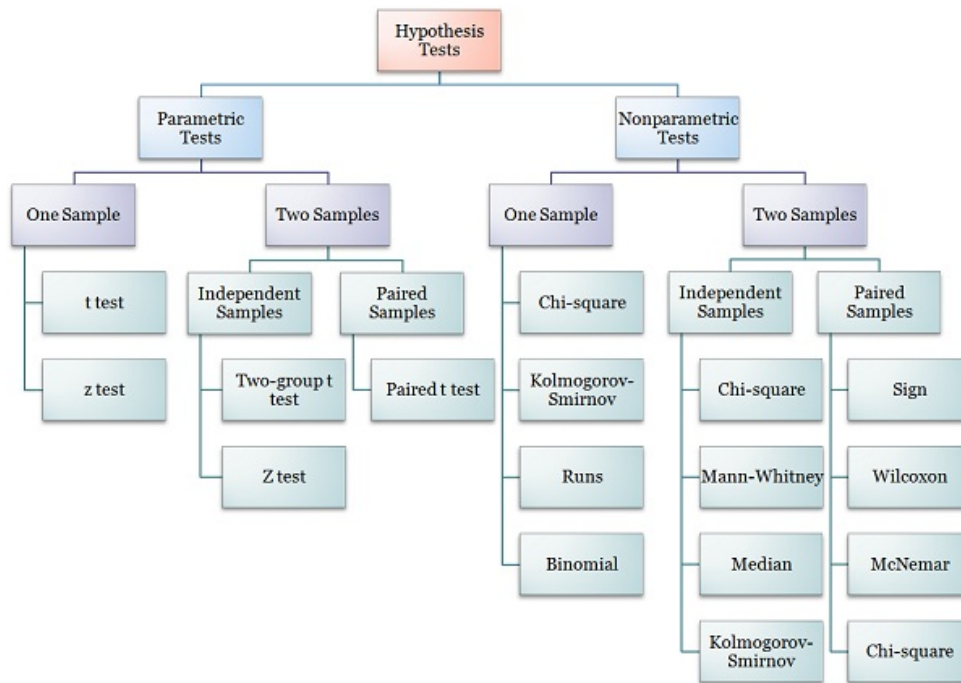 Hypothesis
Tests
Parametric
Tests
Nonparametric
Tests
One Sample
Two Samples
One Sample
Two Samples
t test
z test
Independent
Samples
Paired
Samples
Two-group t
test
Z test
Paired t test
Chi-square
Kolmogorov-
Smirnov
Runs
Binomial
Independent
Samples
Paired
Samples
Chi-square
Mann-Whitney
Median
Kolmogorov-
Smirnov
Sign
Wilcoxon
McNemar
Chi-square